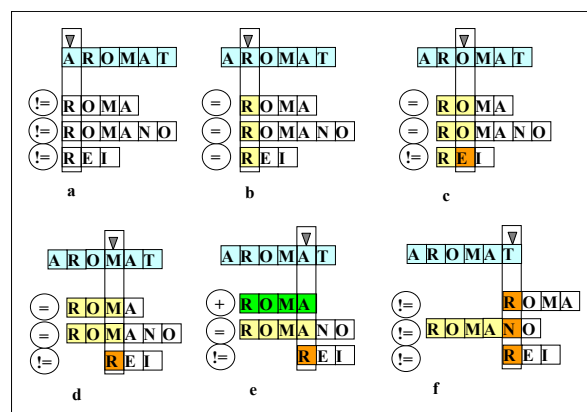 AROMAT
!= ROMA
!= ROMANO
!= REI
a
AROMAT
= ROMA
= ROMANO
= REI
b
AROMAT
= ROMA
= ROMANO
!= REI
c
AROMAT
= ROMA
= ROMANO
!= REI
d
AROMAT
+ ROMA
= ROMANO
!= REI
e
AROMAT
!= ROMA
!= ROMANO
!= REI
f